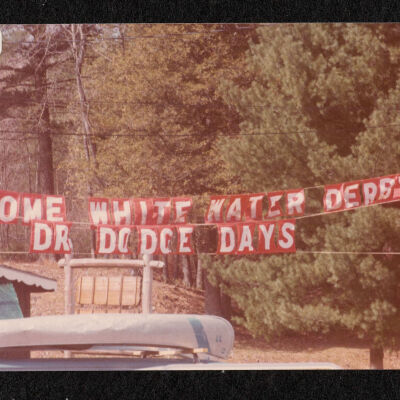 OME WHITE WATER DERBY
DR DODGE DAYS